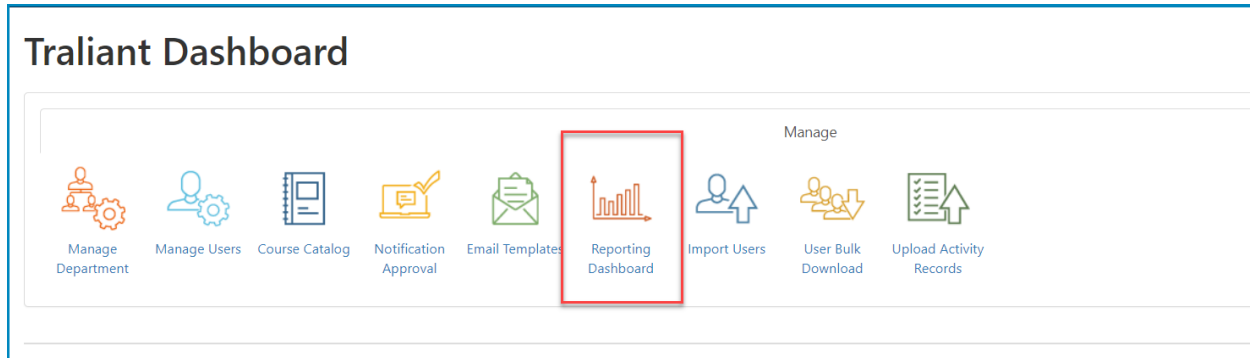 Traliant Dashboard
Manage
Manage
Department
Manage Users
Course Catalog
Notification
Approval
Email Templates
Reporting
Dashboard
Import Users
User Bulk
Download
Upload Activity
Records